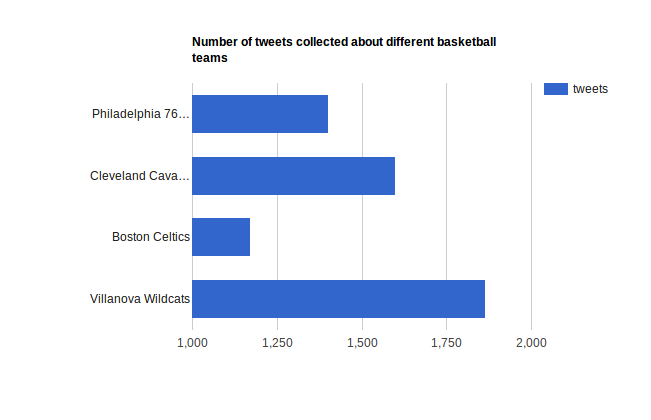 Number of tweets collected about different basketball
teams
tweets
Philadelphia 76…
Cleveland Cava…
Boston Celtics
Villanova Wildcats
1,000 1,250 1,500 1,750 2,000